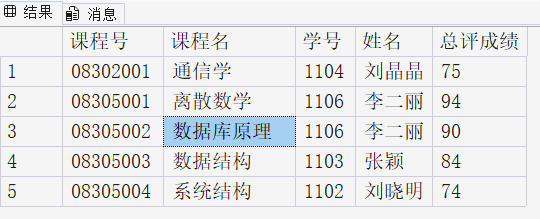 结果 消息
课程号 课程名 学号 姓名 总评成绩
1 08302001 通信学 1104 刘晶晶 75
2 08305001 离散数学 1106 李二丽 94
3 08305002 数据库原理 1106 李二丽 90
4 08305003 数据结构 1103 张颖 84
5 08305004 系统结构 1102 刘晓明 74